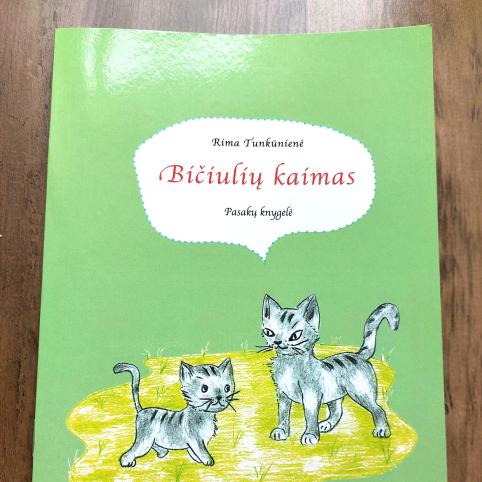 Rima Tunkūnienė
Bičiulių kaimas
Pasakų knygelė